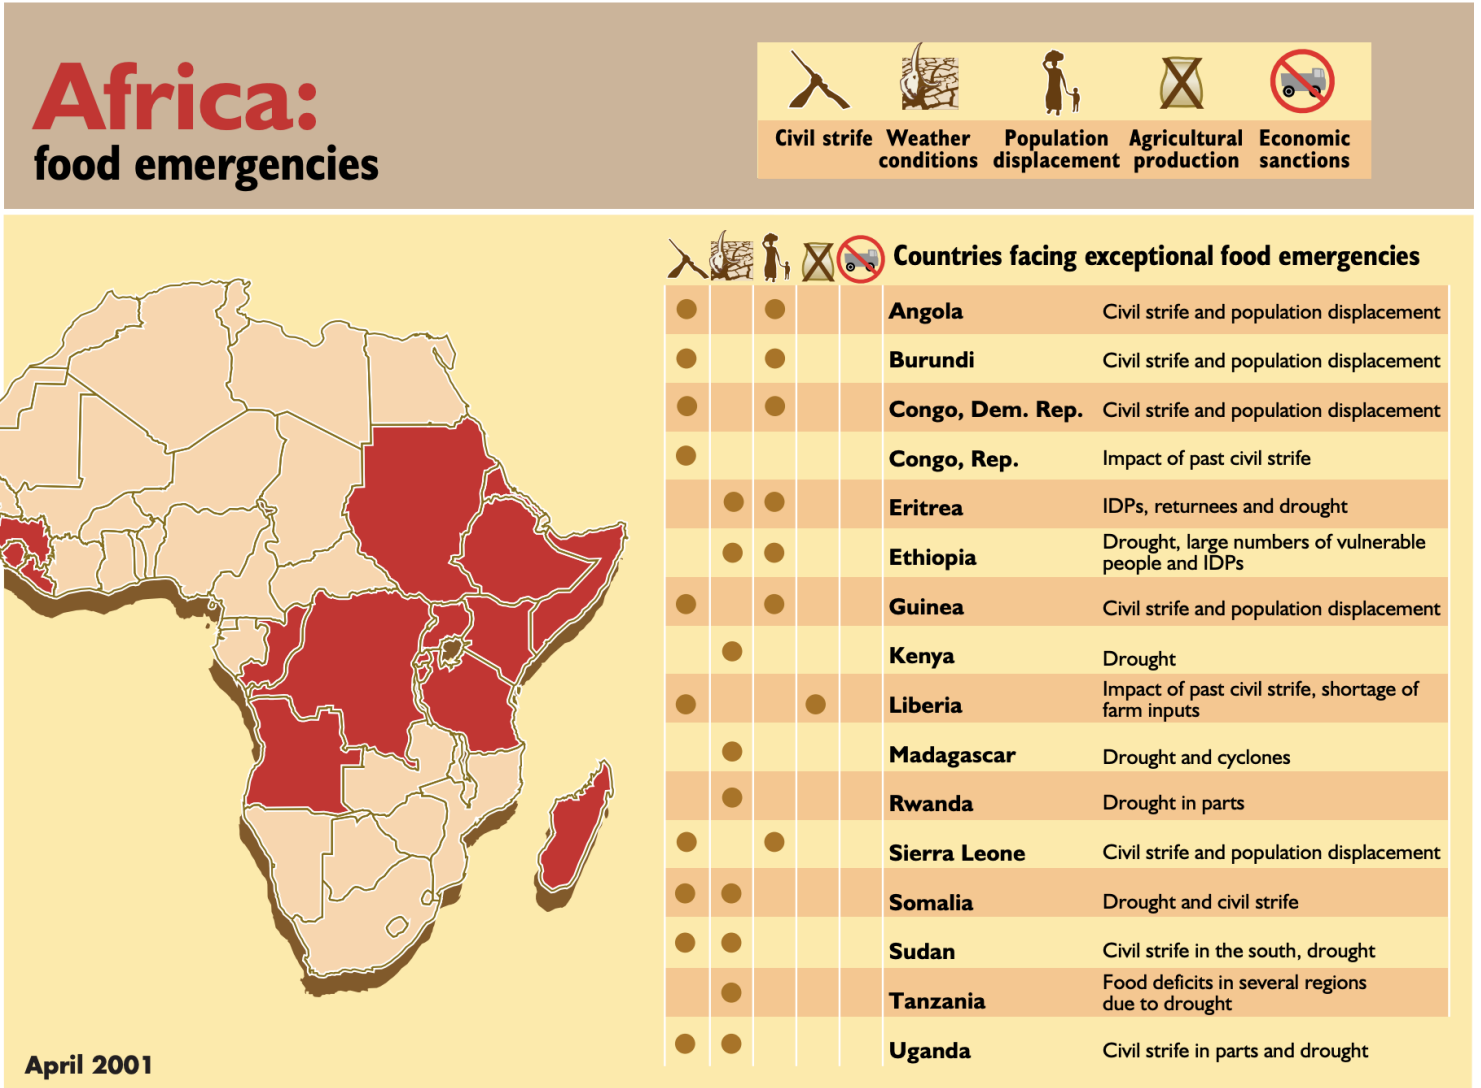 Africa:
food emergencies
Civil strife
Weather
conditions
Population
displacement
Agricultural
production
Economic
sanctions
Countries facing exceptional food emergencies
Angola Civil strife and population displacement
Burundi Civil strife and population displacement
Congo, Dem. Rep. Civil strife and population displacement
Congo, Rep. Impact of past civil strife
Eritrea IDPs, returnees and drought
Ethiopia Drought, large numbers of vulnerable
people and IDPs
Guinea Civil strife and population displacement
Kenya Drought
Liberia Impact of past civil strife, shortage of
farm inputs
Madagascar Drought and cyclones
Rwanda Drought in parts
Sierra Leone Civil strife and population displacement
Somalia Drought and civil strife
Sudan Civil strife in the south, drought
Tanzania Food deficits in several regions
due to drought
Uganda Civil strife in parts and drought
April 2001